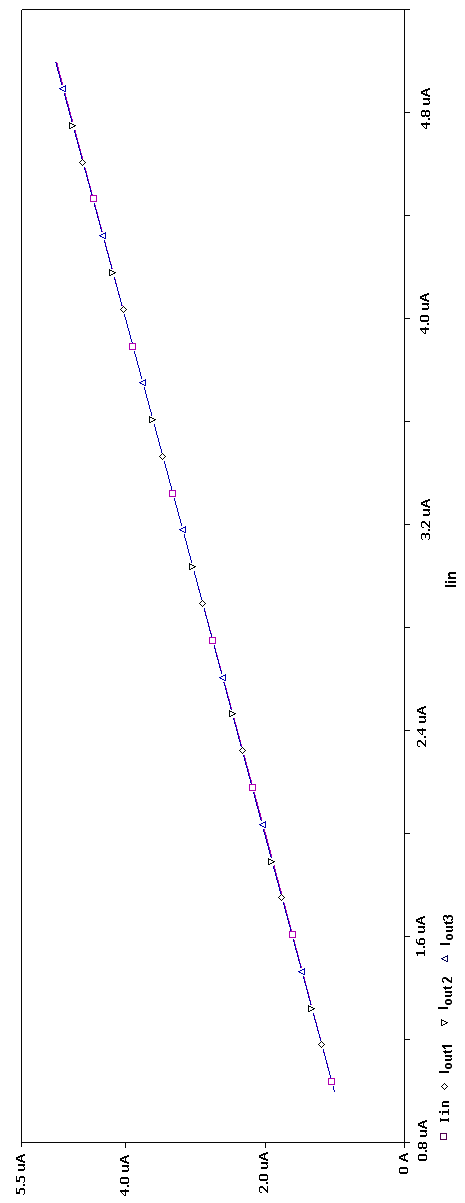 5.5 uA
4.0 uA
2.0 uA
0 A
0.8 uA
1.6 uA
2.4 uA
3.2 uA
4.0 uA
4.8 uA
Iin
Iin Iout1 Iout2 Iout3